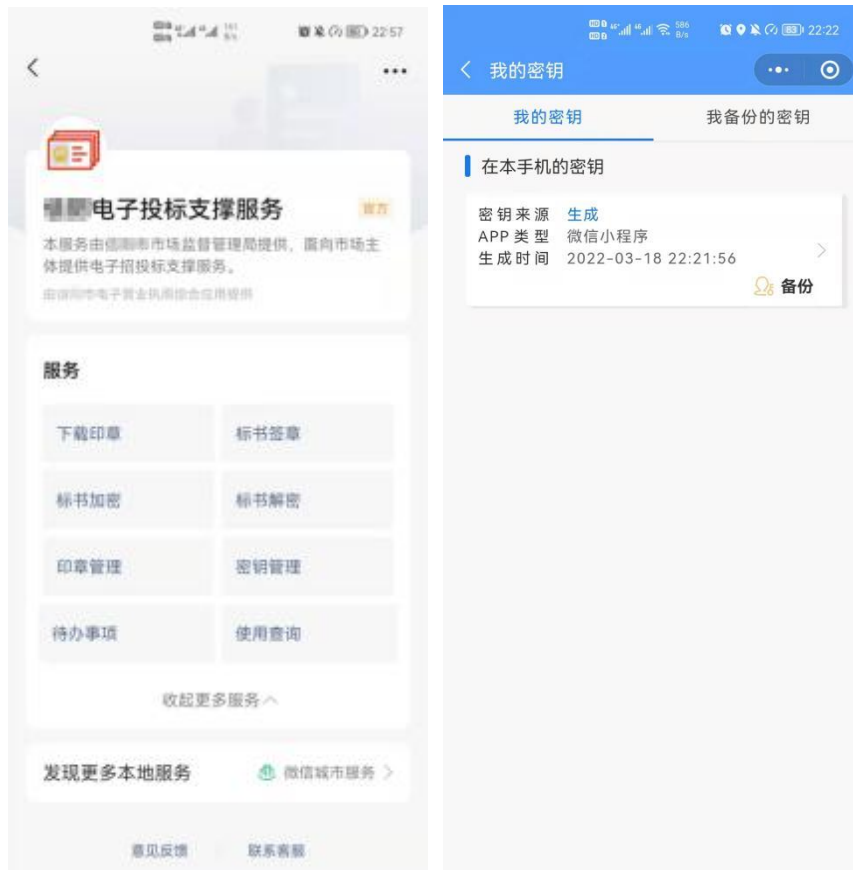 22:57
电子投标支撑服务
官方
本服务由信阳市市场监督管理局提供，面向市场主
体提供电子招投标支撑服务。
服务
下载印章
标书签章
标书加密
标书解密
印章管理
密钥管理
待办事项
使用查询
收起更多服务
发现更多本地服务
微信城市服务
意见反馈
联系客服
586 B/s
83
22:22
我的密钥
我的密钥
我备份的密钥
在本手机的密钥
密钥来源 生成
APP类型 微信小程序
生成时间 2022-03-18 22:21:56
备份